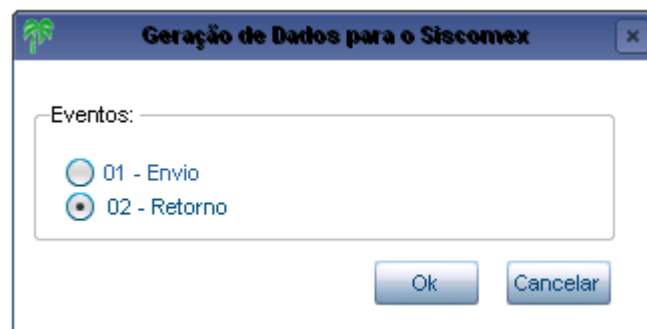 Geração de Dados para o Siscomex
Eventos:
01 - Envio
02 - Retorno
Ok Cancelar